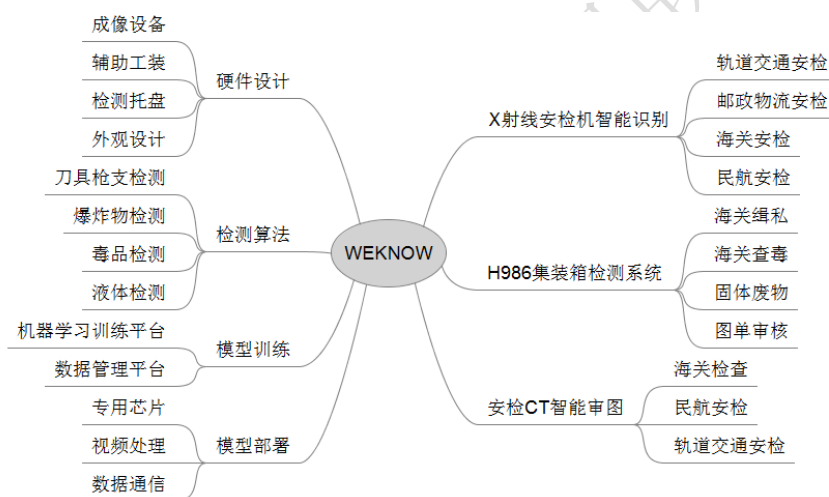 成像设备
辅助工装
检测托盘
外观设计
硬件设计
刀具枪支检测
爆炸物检测
毒品检测
液体检测
检测算法
机器学习训练平台
数据管理平台
模型训练
专用芯片
视频处理
数据通信
模型部署
WEKNOW
X射线安检机智能识别
轨道交通安检
邮政物流安检
海关安检
民航安检
H986集装箱检测系统
海关缉私
海关查毒
固体废物
图单审核
安检CT智能审图
海关检查
民航安检
轨道交通安检